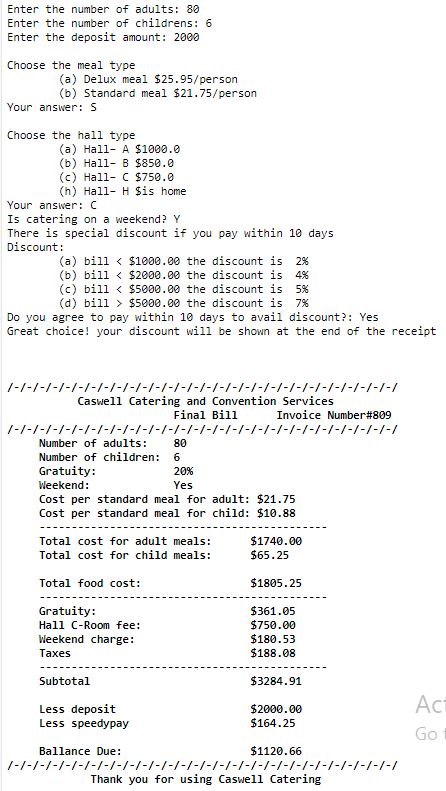 Enter the number of adults: 80
Enter the number of childrens: 6
Enter the deposit amount: 2000
Choose the meal type
(a) Delux meal $25.95/person
(b) Standard meal $21.75/person
Your answer: S
Choose the hall type
(a) Hall- A $1000.0
(b) Hall- B $850.0
(c) Hall- C $750.0
(h) Hall- H $is home
Your answer: C
Is catering on a weekend? Y
There is special discount if you pay within 10 days
Discount:
(a) bill < $1000.00 the discount is 2%
(b) bill < $2000.00 the discount is 4%
(c) bill < $5000.00 the discount is 5%
(d) bill > $5000.00 the discount is 7%
Do you agree to pay within 10 days to avail discount?: Yes
Great choice! your discount will be shown at the end of the receipt
/-/-/-/-/-/-/-/-/-/-/-/-/-/-/-/-/-/-/-/-/-/-/-/-/-/-/-/-/-/-/
Caswell Catering and Convention Services
Final Bill Invoice Number#809
/-/-/-/-/-/-/-/-/-/-/-/-/-/-/-/-/-/-/-/-/-/-/-/-/-/-/-/-/-/-/
Number of adults: 80
Number of children: 6
Gratuity: 20%
Weekend: Yes
Cost per standard meal for adult: $21.75
Cost per standard meal for child: $10.88
---------------------------------------------
Total cost for adult meals: $1740.00
Total cost for child meals: $65.25
Total food cost: $1805.25
---------------------------------------------
Gratuity: $361.05
Hall C-Room fee: $750.00
Weekend charge: $180.53
Taxes $188.08
---------------------------------------------
Subtotal $3284.91
Less deposit $2000.00
Less speedypay $164.25
Ballance Due: $1120.66
/-/-/-/-/-/-/-/-/-/-/-/-/-/-/-/-/-/-/-/-/-/-/-/-/-/-/-/-/-/-/
Thank you for using Caswell Catering